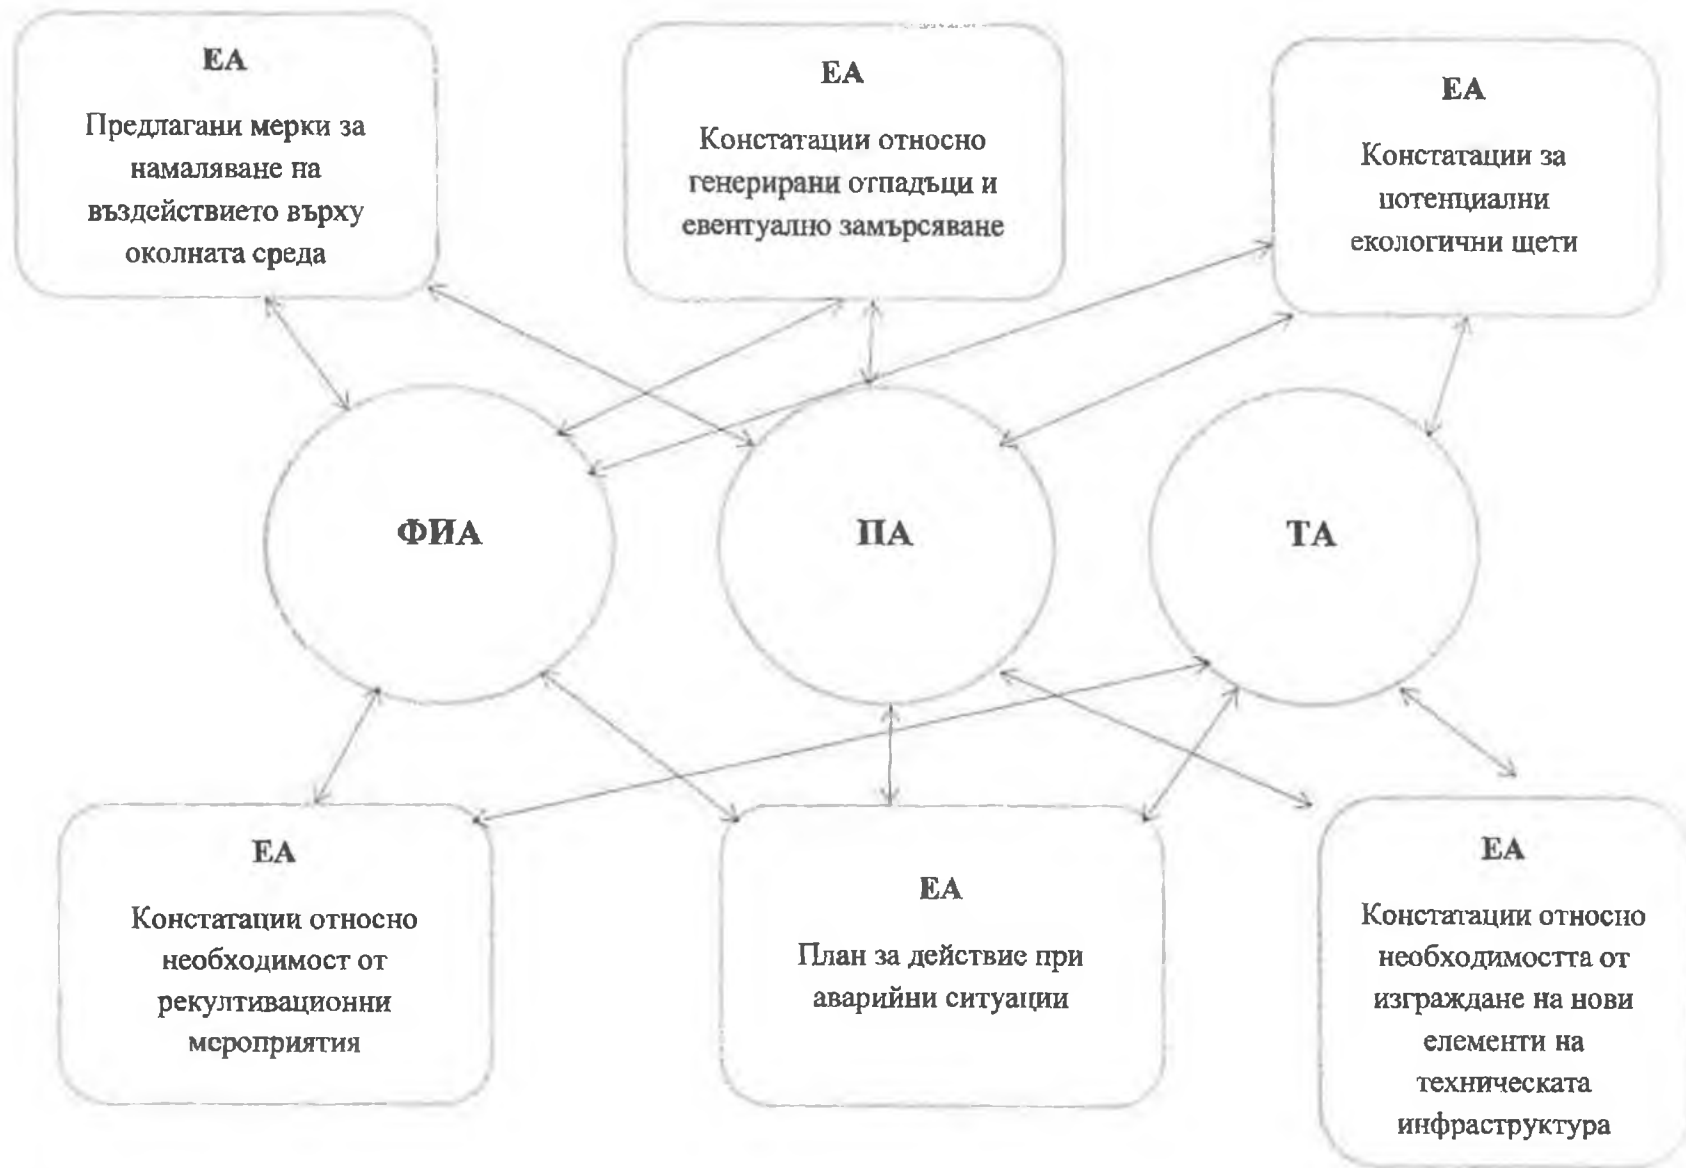 ЕА
Предлагани мерки за
намаляване на
въздействието върху
околната среда
ЕА
Констатации относно
генерирани отпадъци и
евентуално замърсяване
ЕА
Констатации за
потенциални
екологични щети
ФИА
ПА
ТА
ЕА
Констатации относно
необходимост от
рекултивационни
мероприятия
ЕА
План за действие при
аварийни ситуации
ЕА
Констатации относно
необходимостта от
изграждане на нови
елементи на
техническата
инфраструктура